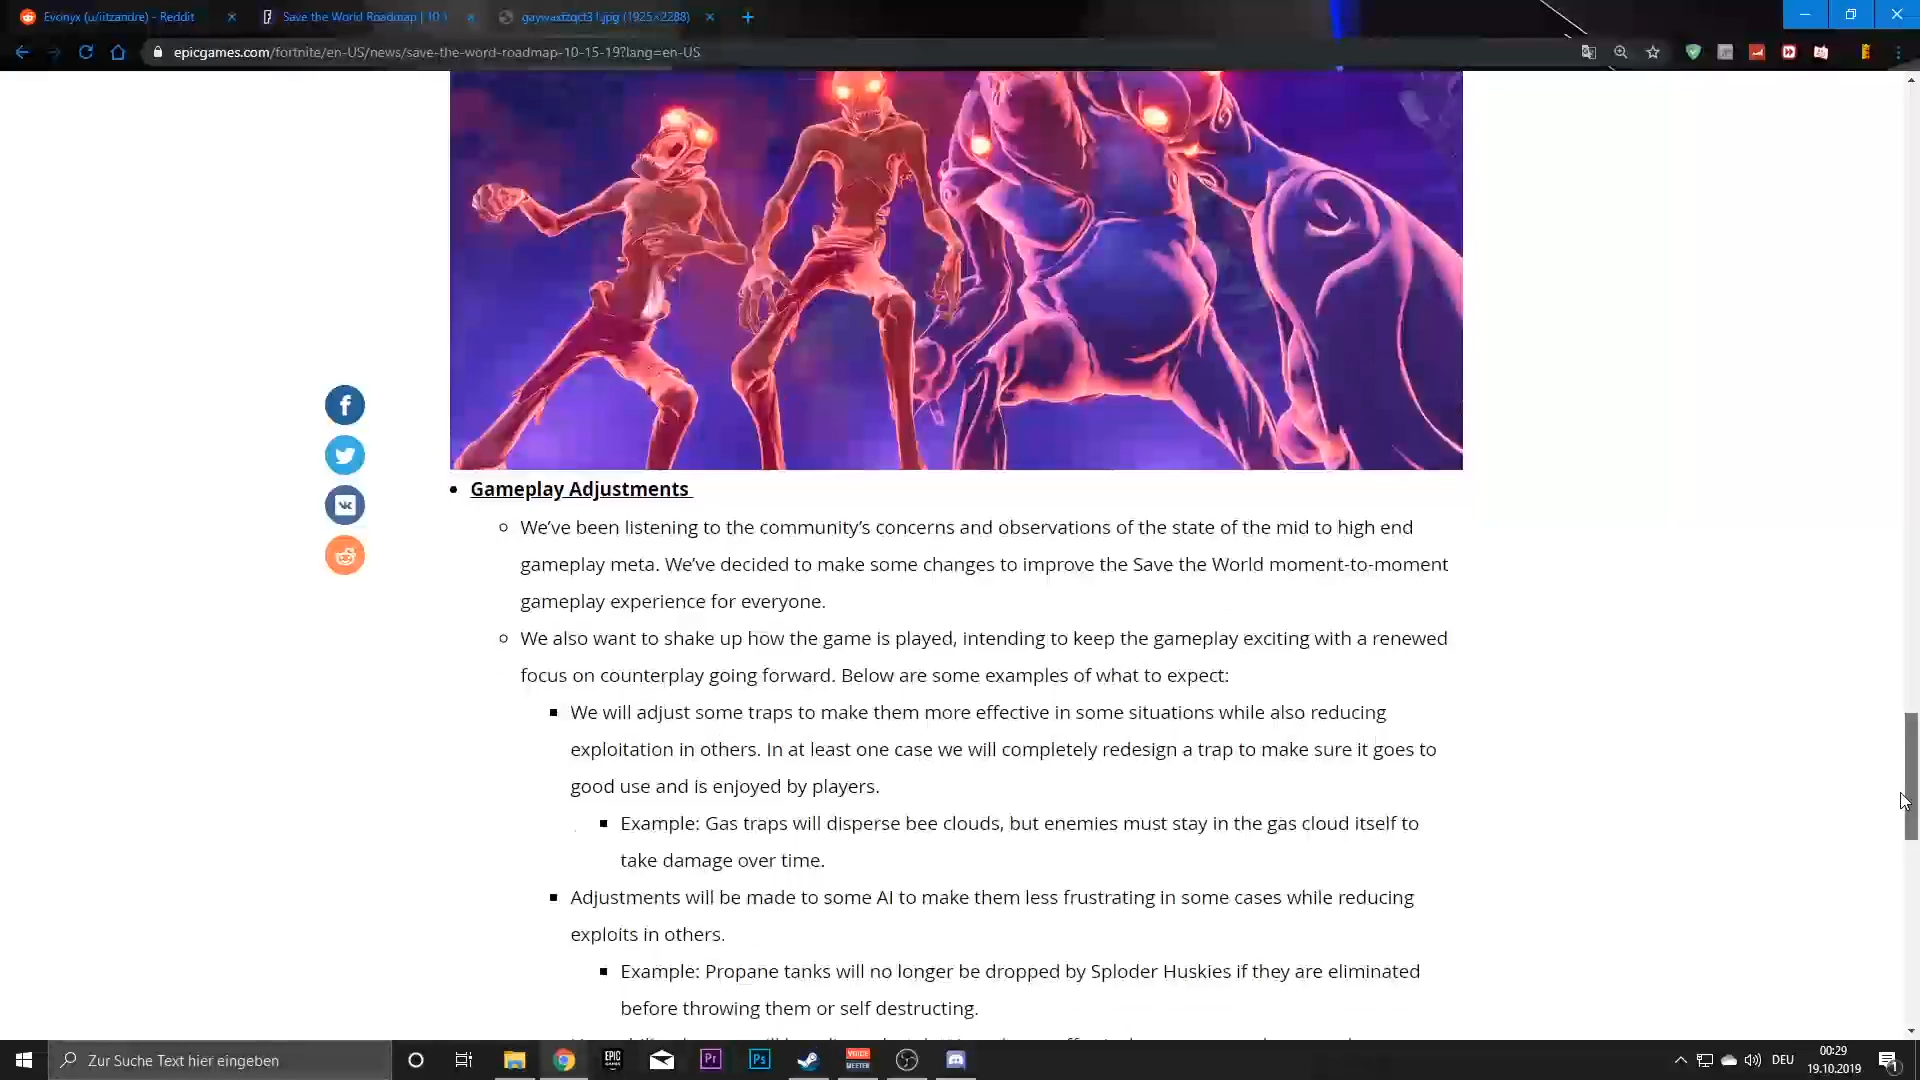 Evonyx (u/iitzandre) - Reddit
Save the World Roadmap | 10
(1925×2288)
epicgames.com/fortnite/en-US/news/save-the-word-roadmap-10-15-19?lang=en-US
Gameplay Adjustments
We've been listening to the community's concerns and observations of the state of the mid to high end
gameplay meta. We've decided to make some changes to improve the Save the World moment-to-moment
gameplay experience for everyone.
We also want to shake up how the game is played, intending to keep the gameplay exciting with a renewed
focus on counterplay going forward. Below are some examples of what to expect:
We will adjust some traps to make them more effective in some situations while also reducing
exploitation in others. In at least one case we will completely redesign a trap to make sure it goes to
good use and is enjoyed by players.
Example: Gas traps will disperse bee clouds, but enemies must stay in the gas cloud itself to
take damage over time.
Adjustments will be made to some AI to make them less frustrating in some cases while reducing
exploits in others.
Example: Propane tanks will no longer be dropped by Sploder Huskies if they are eliminated
before throwing them or self destructing.
Zur Suche Text hier eingeben
EPIC
GAMES
Pr
Ps
VOICE
MEETER
DEU
00:29
19.10.2019
1